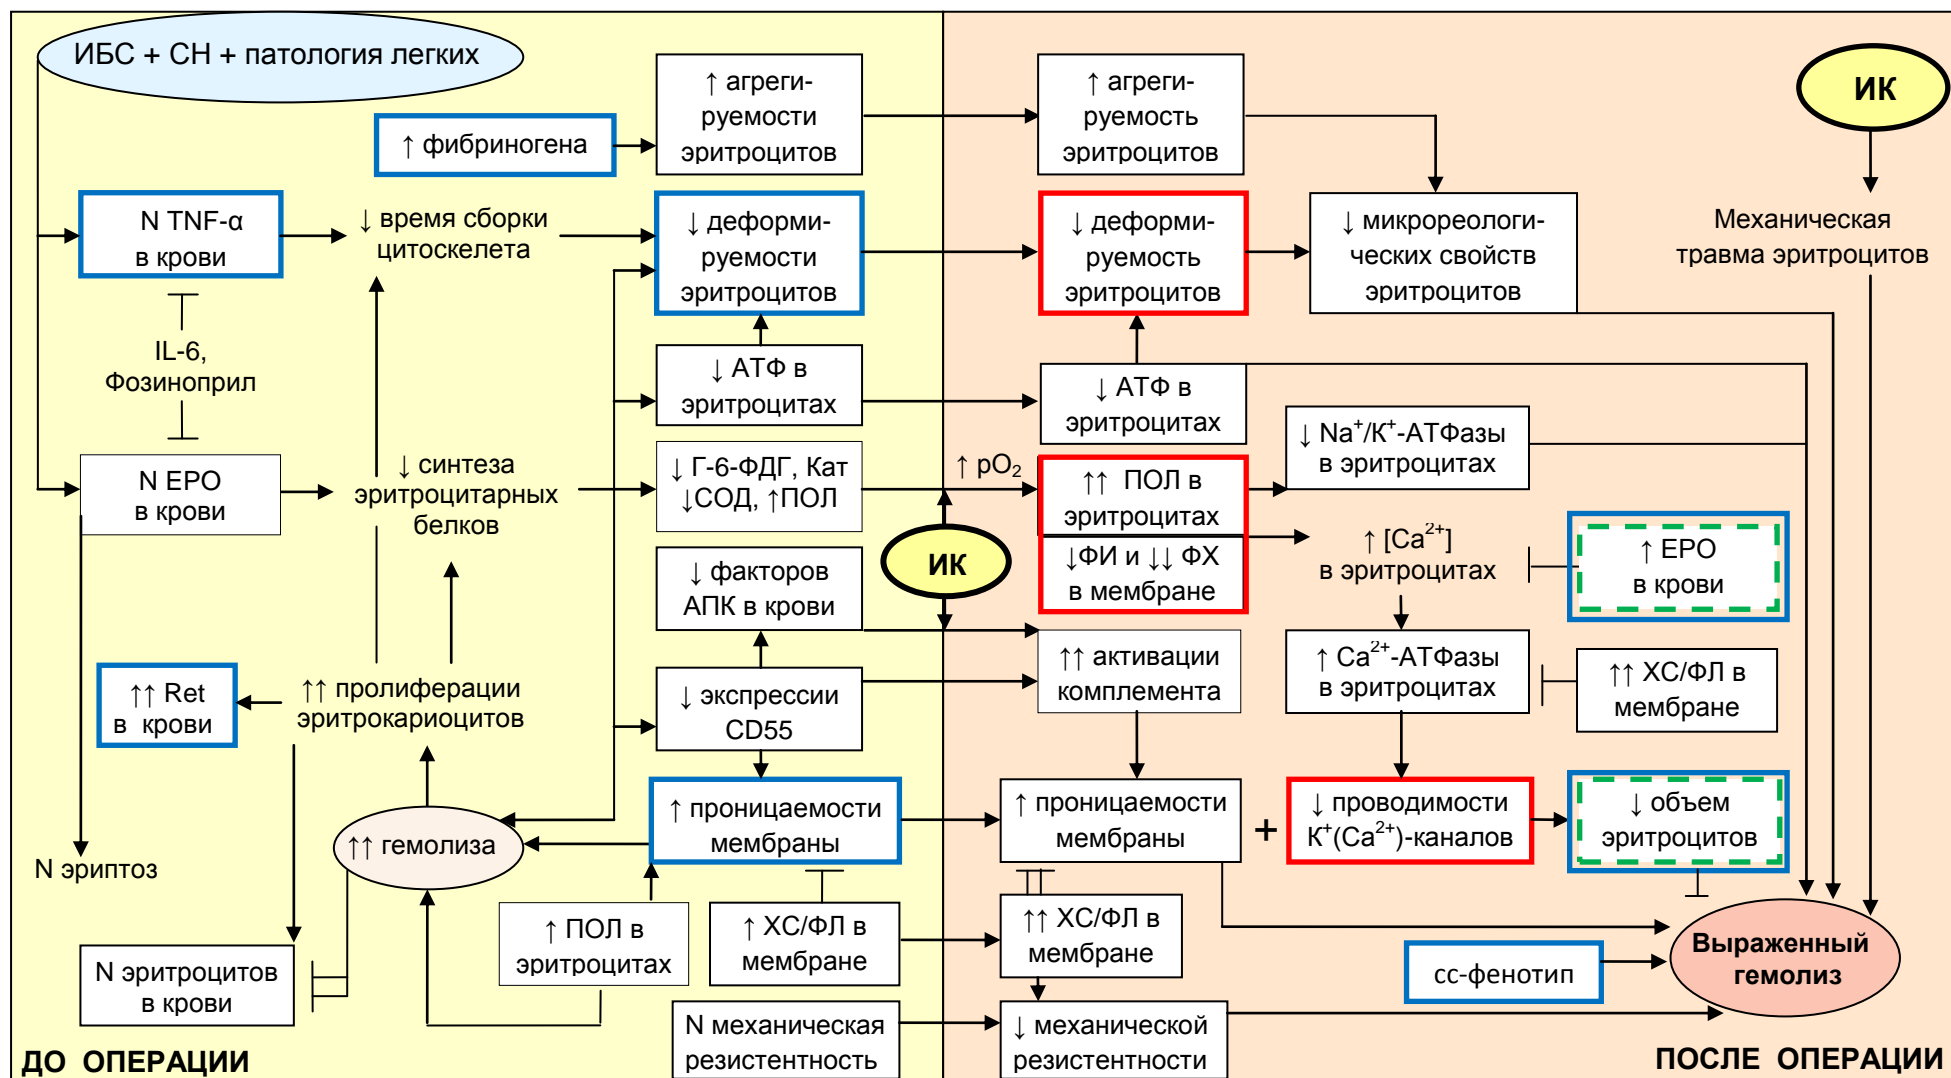 ИБС + СН + патология легких
↑ фибриногена
↑ агреги-
руемости
эритроцитов
N TNF-α
в крови
↓ время сборки
цитоскелета
↓ деформи-
руемости
эритроцитов
IL-6,
Фозиноприл
↓ АТФ в
эритроцитах
N EPO
в крови
↓ синтеза
эритроцитарных
белков
↓ Г-6-ФДГ, Кат
↓СОД, ↑ПОЛ
↓ факторов
АПК в крови
↑↑ Ret
в крови
↑↑ пролиферации
эритрокариоцитов
↓ экспрессии
CD55
↑ проницаемости
мембраны
↑↑ гемолиза
N эриптоз
↑ ПОЛ в
эритроцитах
↑ ХС/ФЛ в
мембране
N эритроцитов
в крови
N механическая
резистентность
ДО ОПЕРАЦИИ
ИК
↑ pO2
↑ агреги-
руемость
эритроцитов
ИК
↓ деформи-
руемость
эритроцитов
↓ микрореологи-
ческих свойств
эритроцитов
Механическая
травма эритроцитов
↓ АТФ в
эритроцитах
↓ Na+/K+-АТФазы
в эритроцитах
↑↑ ПОЛ в
эритроцитах
↓ФИ и ↓↓ ФХ
в мембране
↑ [Ca2+]
в эритроцитах
↑ EPO
в крови
↑↑ активации
комплемента
↑ Ca2+-АТФазы
в эритроцитах
↑↑ ХС/ФЛ в
мембране
↑ проницаемости
мембраны
+
↓ проводимости
K+(Ca2+)-каналов
↓ объем
эритроцитов
↑↑ ХС/ФЛ в
мембране
сс-фенотип
Выраженный
гемолиз
↓ механической
резистентности
ПОСЛЕ ОПЕРАЦИИ